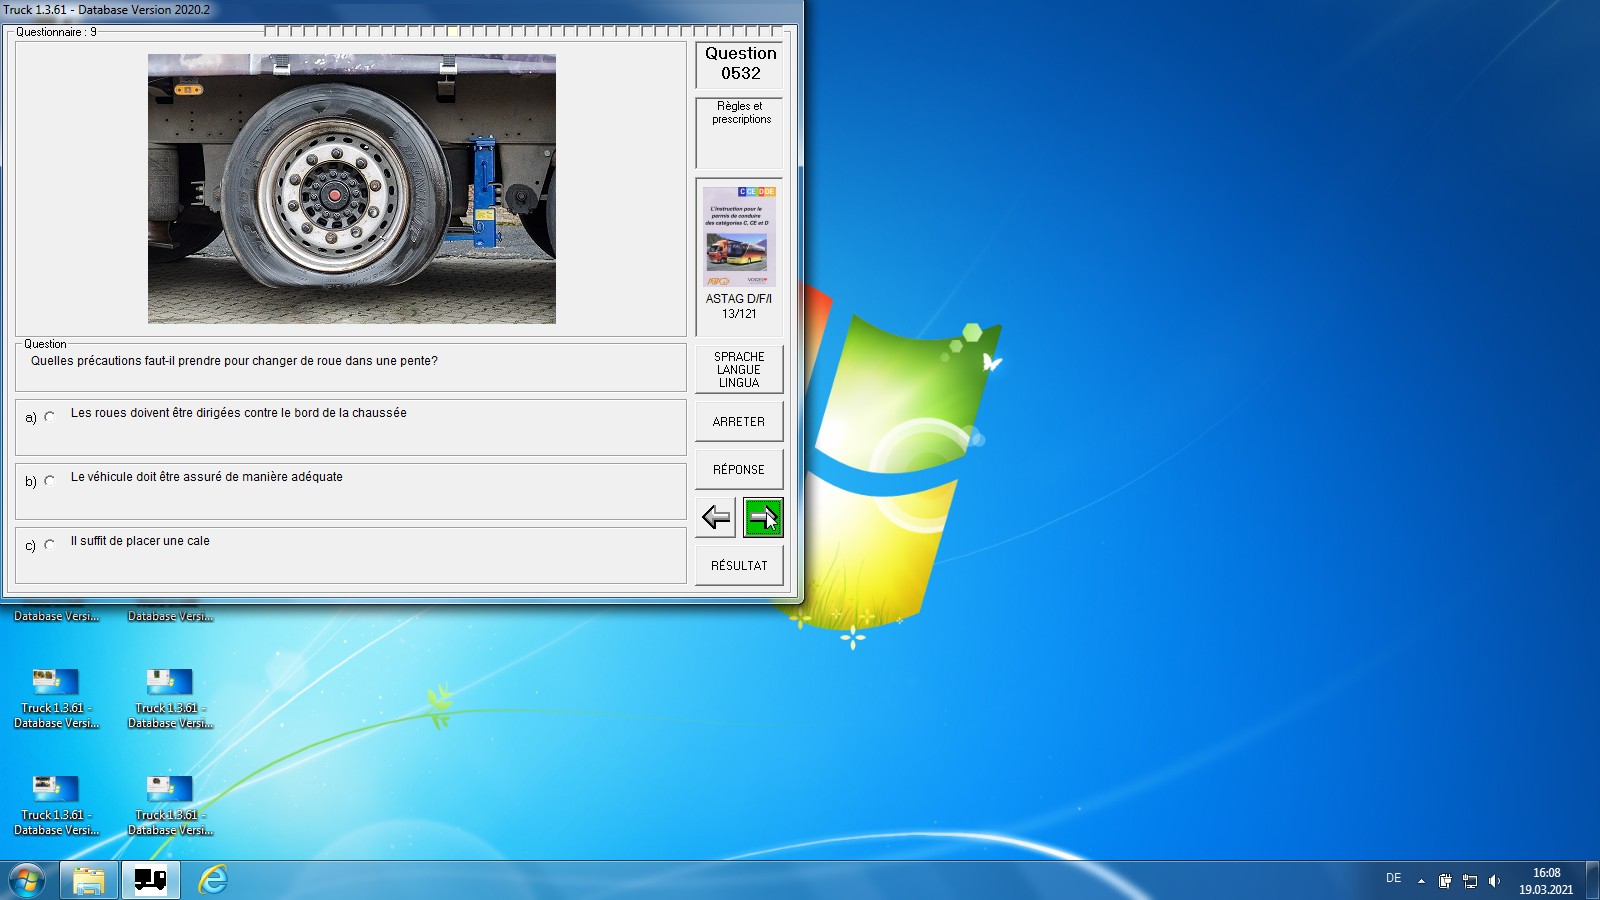 Truck 1.3.61 - Database Version 2020.2
Questionnaire : 9
Question
0532
Règles et
prescriptions
C CE D DE
L'instruction pour le
permis de conduire
des catégories C, CE et D
ASTAG D/F/I
13/121
Question
Quelles précautions faut-il prendre pour changer de roue dans une pente?
a) Les roues doivent être dirigées contre le bord de la chaussée
b) Le véhicule doit être assuré de manière adéquate
c) Il suffit de placer une cale
SPRACHE
LANGUE
LINGUA
ARRETER
RÉPONSE
RÉSULTAT
Database Versi...
Database Versi...
Truck 1.3.61 -
Database Versi...
Truck 1.3.61 -
Database Versi...
Truck 1.3.61 -
Database Versi...
Truck 1.3.61 -
Database Versi...
DE
16:08
19.03.2021